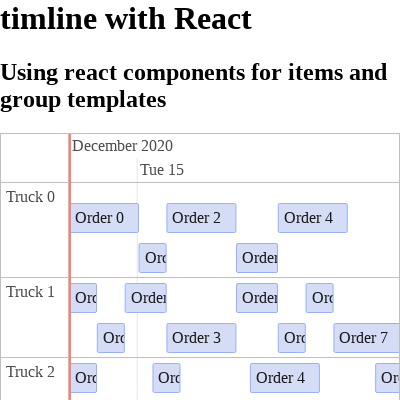 timline with React
Using react components for items and
group templates
December 2020
Tue 15
Truck 0
Order 0
Order 2
Order 4
Orc
Order
Truck 1
Orc
Order
Order
Orc
Orc
Order 3
Orc
Order 7
Truck 2
Orc
Orc
Order 4
Or